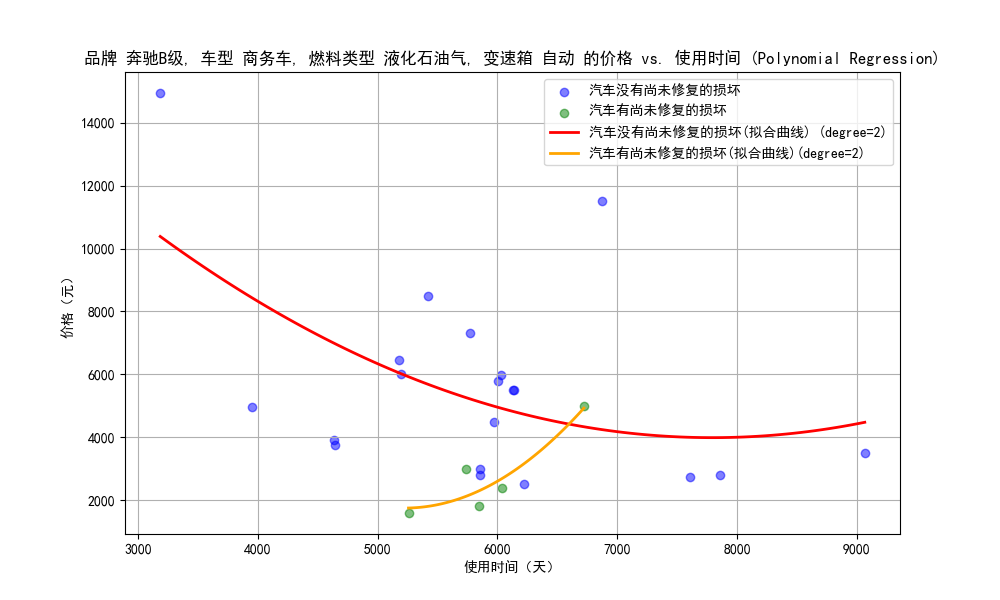 品牌 奔驰B级, 车型 商务车, 燃料类型 液化石油气, 变速箱 自动 的价格 vs. 使用时间 (Polynomial Regression)
汽车没有尚未修复的损坏
汽车有尚未修复的损坏
汽车没有尚未修复的损坏(拟合曲线) (degree=2)
汽车有尚未修复的损坏(拟合曲线)(degree=2)
价格（元）
14000
12000
10000
8000
6000
4000
2000
3000 4000 5000 6000 7000 8000 9000
使用时间（天）